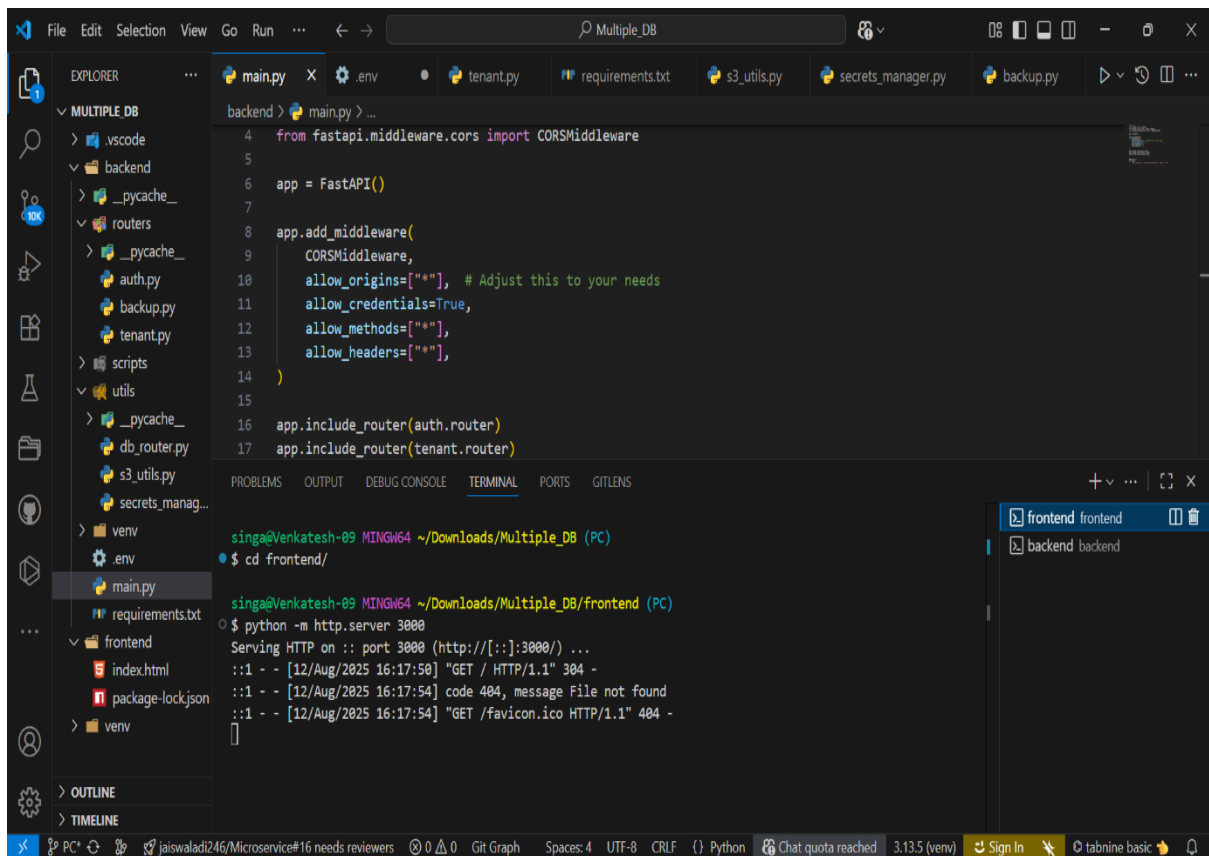 File Edit Selection View Go Run ··· ← → Multiple_DB
EXPLORER ···
MULTIPLE_DB
.vscode
backend
__pycache__
routers
__pycache__
auth.py
backup.py
tenant.py
scripts
utils
__pycache__
db_router.py
s3_utils.py
secrets_manag...
venv
.env
main.py
requirements.txt
frontend
index.html
package-lock.json
venv
OUTLINE
TIMELINE
1
10K
main.py X .env ● tenant.py requirements.txt s3_utils.py secrets_manager.py backup.py
backend > main.py > ...
4 from fastapi.middleware.cors import CORSMiddleware
5
6 app = FastAPI()
7
8 app.add_middleware(
9 CORSMiddleware,
10 allow_origins=["*"], # Adjust this to your needs
11 allow_credentials=True,
12 allow_methods=["*"],
13 allow_headers=["*"],
14 )
15
16 app.include_router(auth.router)
17 app.include_router(tenant.router)
PROBLEMS OUTPUT DEBUG CONSOLE TERMINAL PORTS GITLENS
singa@Venkatesh-09 MINGW64 ~/Downloads/Multiple_DB (PC)
$ cd frontend/
singa@Venkatesh-09 MINGW64 ~/Downloads/Multiple_DB/frontend (PC)
$ python -m http.server 3000
Serving HTTP on :: port 3000 (http://[::]:3000/) ...
::1 - - [12/Aug/2025 16:17:50] "GET / HTTP/1.1" 304 -
::1 - - [12/Aug/2025 16:17:54] code 404, message File not found
::1 - - [12/Aug/2025 16:17:54] "GET /favicon.ico HTTP/1.1" 404 -
frontend frontend
backend backend
PC* jaiswaladi246/Microservice#16 needs reviewers 0 0 Git Graph Spaces: 4 UTF-8 CRLF {} Python Chat quota reached 3.13.5 (venv) Sign In tabnine basic